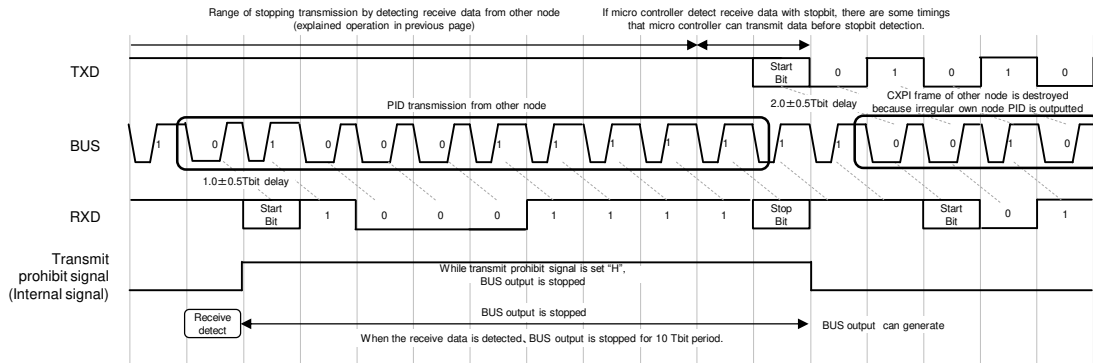 Range of stopping transmission by detecting receive data from other node
(explained operation in previous page)
If micro controller detect receive data with stopbit, there are some timings
that micro controller can transmit data before stopbit detection.
TXD
Start
Bit
0 1 0 1 0
2.0±0.5Tbit delay
CXPI frame of other node is destroyed
because irregular own node PID is outputted
PID transmission from other node
BUS
1 0 1 0 0 0 1 1 1 1 1 1 1 0 0 1 0
1.0±0.5Tbit delay
RXD
Start
Bit
1 0 0 0 1 1 1 1
Stop
Bit
Start
Bit
0 1
Transmit
prohibit signal
(Internal signal)
While transmit prohibit signal is set "H",
BUS output is stopped
Receive
detect
BUS output is stopped
When the receive data is detected、BUS output is stopped for 10 Tbit period.
BUS output can generate